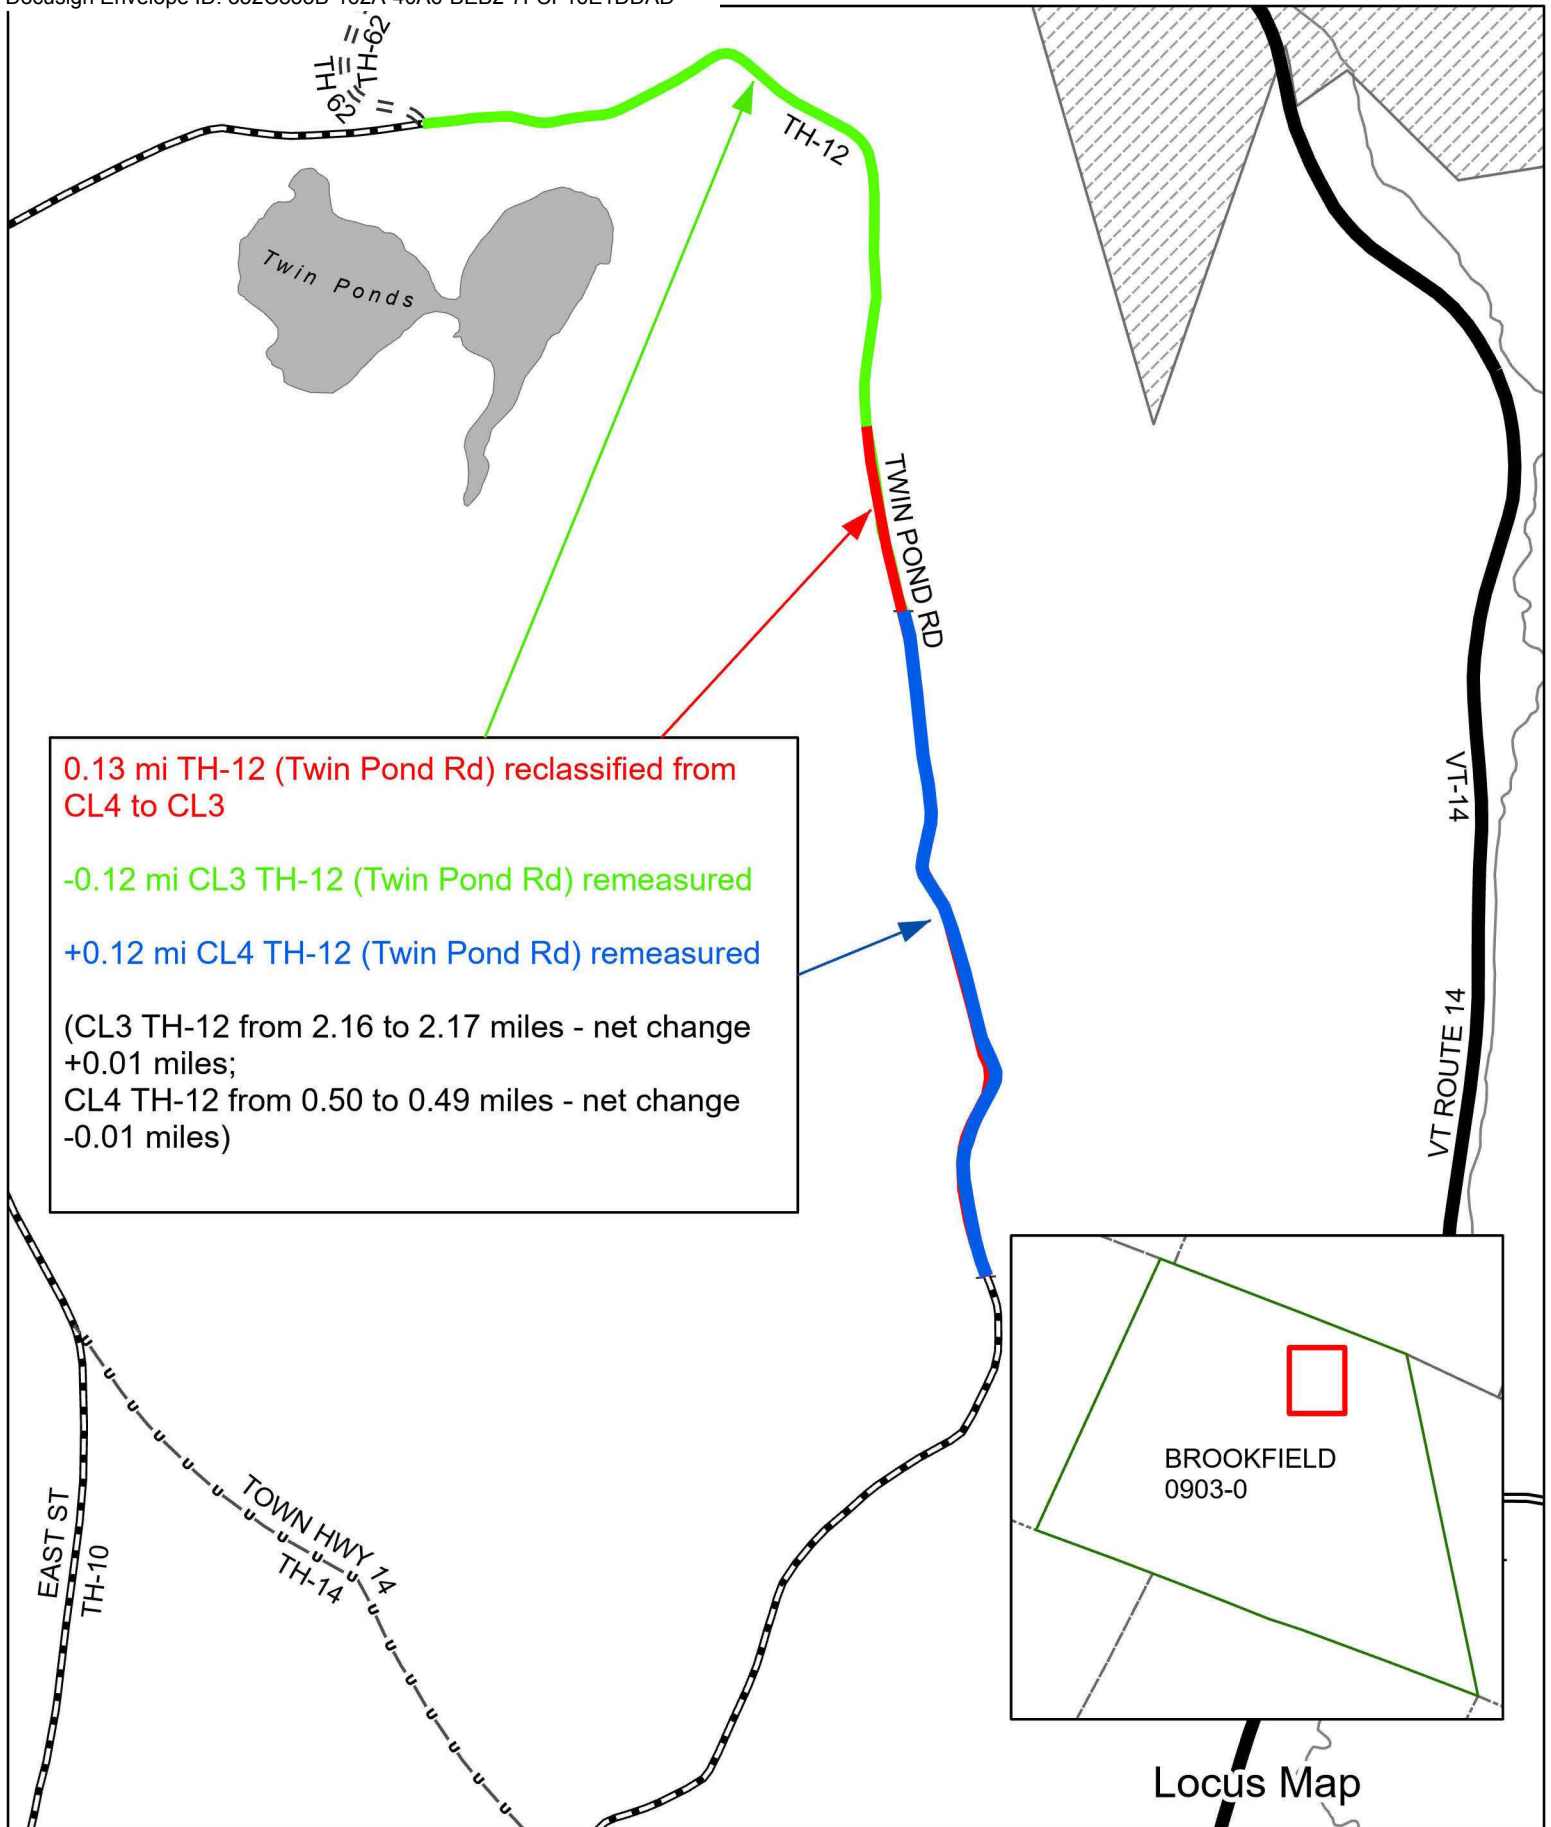 TH-62
TH 62
TH-12
Twin Ponds
TWIN POND RD
0.13 mi TH-12 (Twin Pond Rd) reclassified from
CL4 to CL3
-0.12 mi CL3 TH-12 (Twin Pond Rd) remeasured
+0.12 mi CL4 TH-12 (Twin Pond Rd) remeasured
(CL3 TH-12 from 2.16 to 2.17 miles - net change
+0.01 miles;
CL4 TH-12 from 0.50 to 0.49 miles - net change
-0.01 miles)
VT-14
VT ROUTE 14
BROOKFIELD
0903-0
EAST ST
TH-10
TOWN HWY 14
TH-14
Locus Map